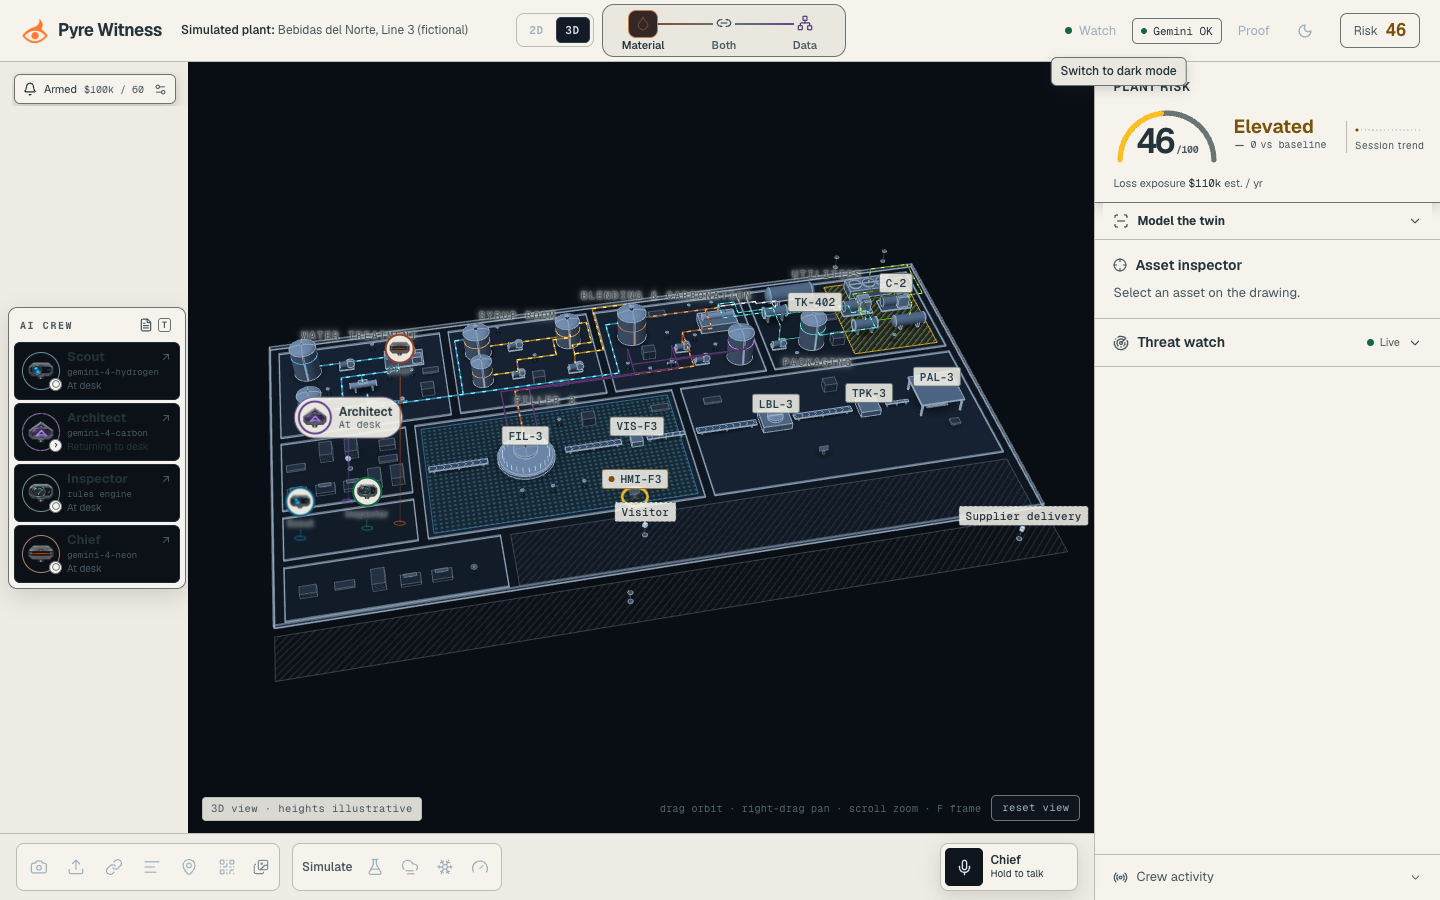 Pyre Witness
Simulated plant: Bebidas del Norte, Line 3 (fictional)
2D 3D
Material Both Data
Watch
Gemini OK
Proof
Risk 46
Switch to dark mode
Armed $100k / 60
PLANT RISK
46/100
Elevated
— 0 vs baseline
Session trend
Loss exposure $110k est. / yr
Model the twin
Asset inspector
Select an asset on the drawing.
Threat watch
Live
AI CREW
T
Scout
gemini-4-hydrogen
At desk
Architect
gemini-4-carbon
Returning to desk
Inspector
rules engine
At desk
Chief
gemini-4-neon
At desk
UTILITIES
C-2
BLENDING & CARBONATION
TK-402
SYRUP ROOM
WATER TREATMENT
PACKAGING
PAL-3
TPK-3
LBL-3
FILLER 3
Architect
At desk
VIS-F3
FIL-3
HMI-F3
Visitor
Supplier delivery
Scout
Inspector
3D view · heights illustrative
drag orbit · right-drag pan · scroll zoom · F frame
reset view
Simulate
Chief
Hold to talk
Crew activity